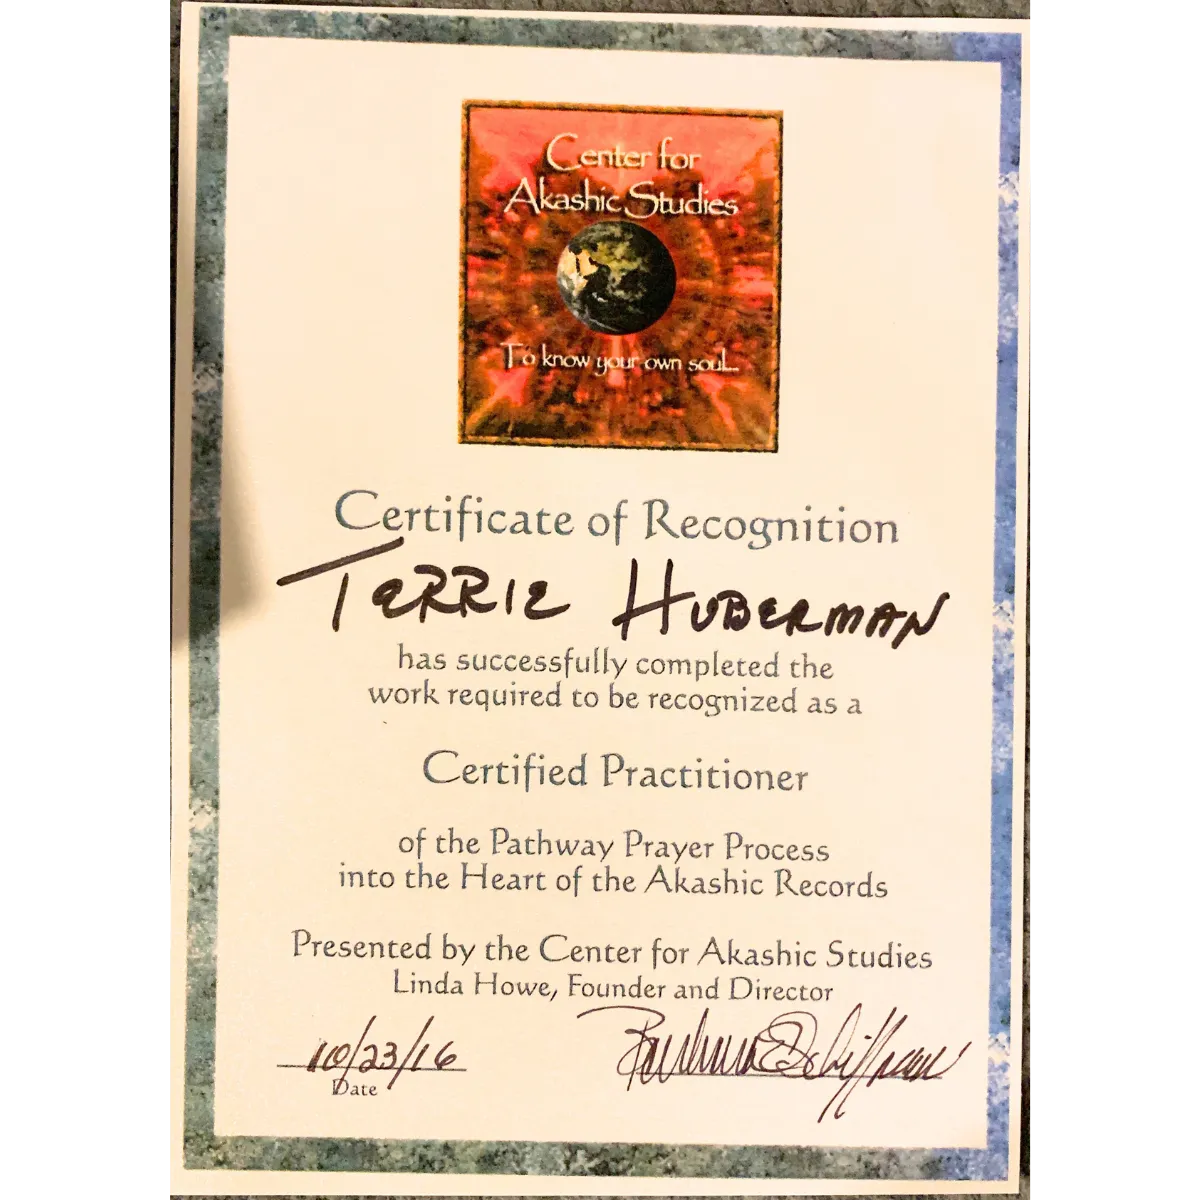 Center for
Akashic Studies
To know your own soul...
Certificate of Recognition
TERRIE HUBERMAN
has successfully completed the
work required to be recognized as a
Certified Practitioner
of the Pathway Prayer Process
into the Heart of the Akashic Records
Presented by the Center for Akashic Studies
Linda Howe, Founder and Director
10/23/16
Date